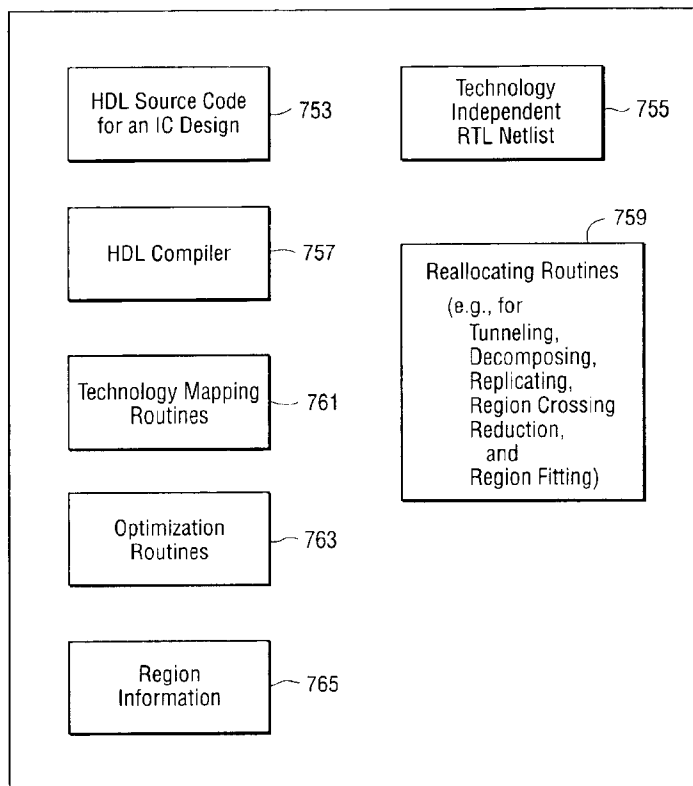 HDL Source Code
for an IC Design
753
Technology
Independent
RTL Netlist
755
HDL Compiler
757
759
Reallocating Routines
(e.g., for
Tunneling,
Decomposing,
Replicating,
Region Crossing
Reduction,
and
Region Fitting)
Technology Mapping
Routines
761
Optimization
Routines
763
Region
Information
765